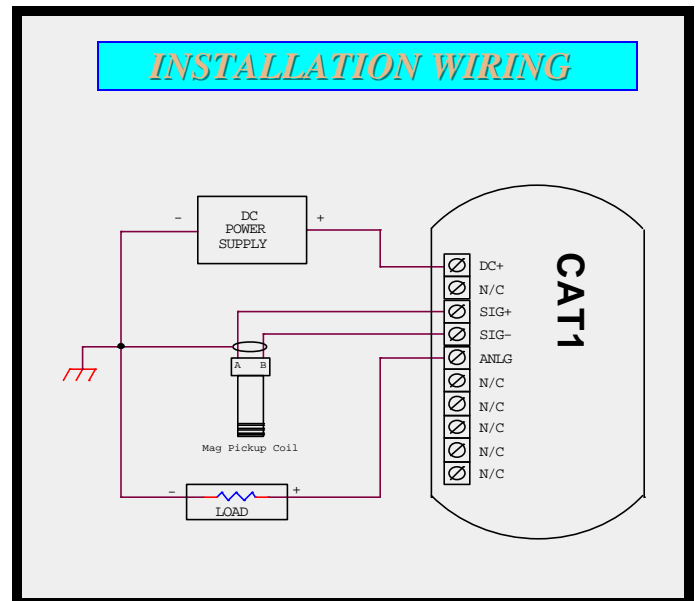 INSTALLATION WIRING
- DC +
POWER
SUPPLY
DC+
N/C
SIG+
SIG-
ANLG
N/C
N/C
N/C
N/C
N/C
CAT1
A B
Mag Pickup Coil
- +
LOAD